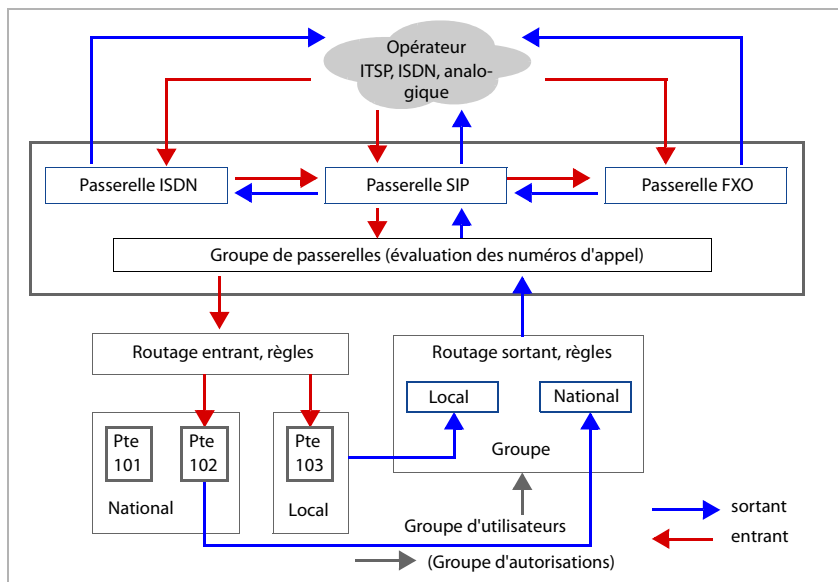 Opérateur
ITSP, ISDN, analo-
gique
Passerelle ISDN
Passerelle SIP
Passerelle FXO
Groupe de passerelles (évaluation des numéros d'appel)
Routage entrant, règles
Routage sortant, règles
Local
National
Groupe
Pte
101
Pte
102
National
Pte
103
Local
Groupe d'utilisateurs
(Groupe d'autorisations)
sortant
entrant